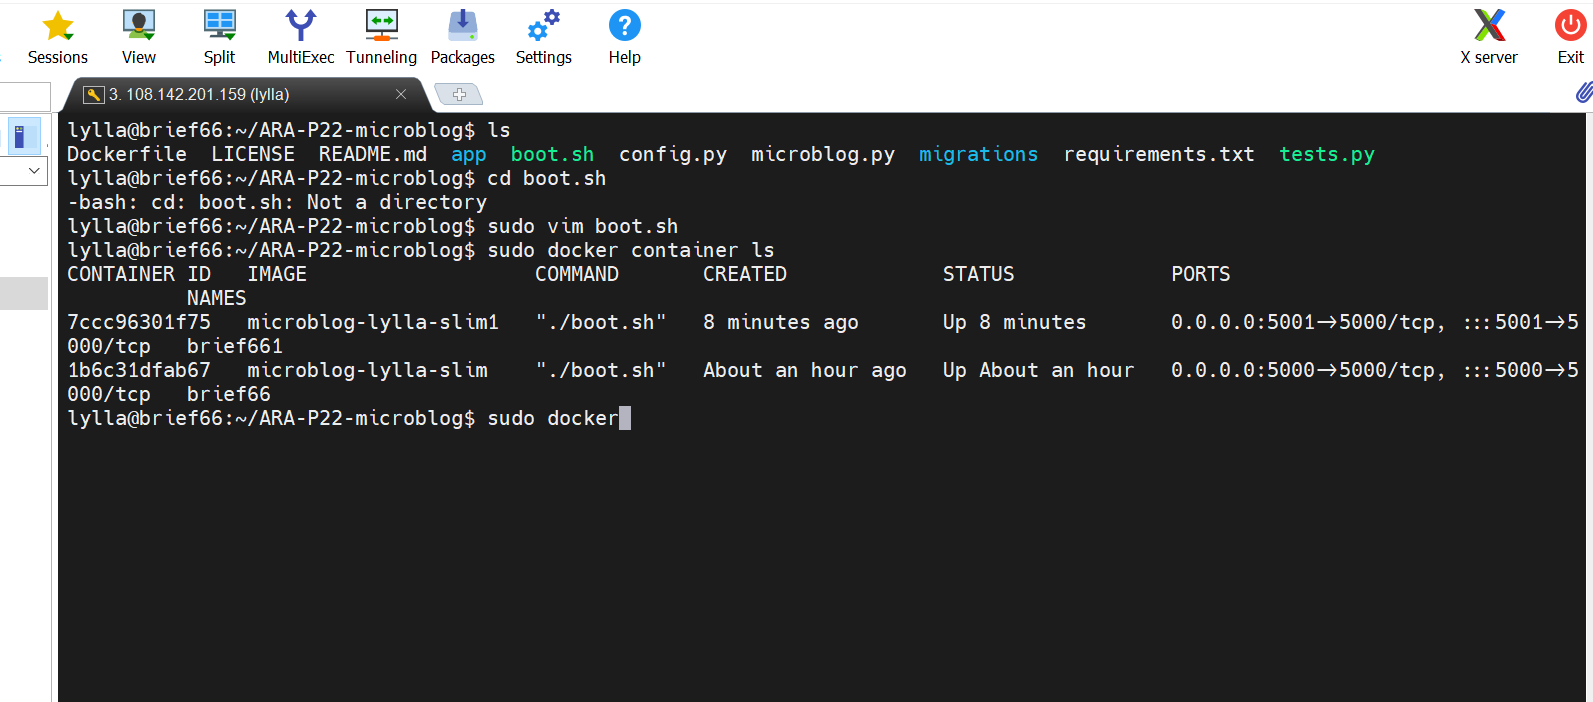 Sessions View Split MultiExec Tunneling Packages Settings Help X server Exit
3. 108.142.201.159 (lylla)
lylla@brief66:~/ARA-P22-microblog$ ls
Dockerfile LICENSE README.md app boot.sh config.py microblog.py migrations requirements.txt tests.py
lylla@brief66:~/ARA-P22-microblog$ cd boot.sh
-bash: cd: boot.sh: Not a directory
lylla@brief66:~/ARA-P22-microblog$ sudo vim boot.sh
lylla@brief66:~/ARA-P22-microblog$ sudo docker container ls
CONTAINER ID IMAGE COMMAND CREATED STATUS PORTS
NAMES
7ccc96301f75 microblog-lylla-slim1 "./boot.sh" 8 minutes ago Up 8 minutes 0.0.0.0:5001->5000/tcp, :::5001->5
000/tcp brief661
1b6c31dfab67 microblog-lylla-slim "./boot.sh" About an hour ago Up About an hour 0.0.0.0:5000->5000/tcp, :::5000->5
000/tcp brief66
lylla@brief66:~/ARA-P22-microblog$ sudo docker